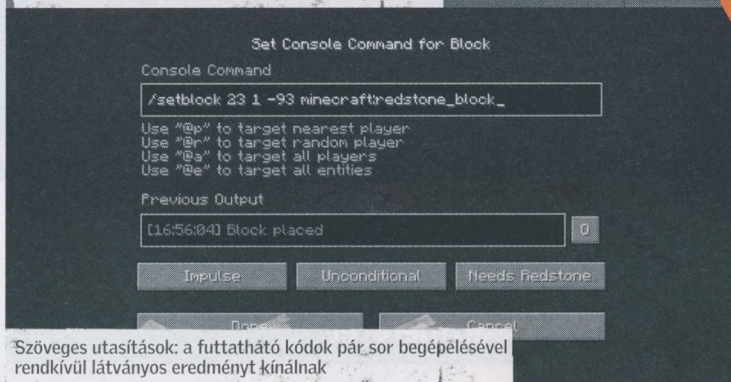 Set Console Command for Block
Console Command
/setblock 23 1 -93 minecraft:redstone_block_
Use "@p" to target nearest player
Use "@r" to target random player
Use "@a" to target all players
Use "@e" to target all entities
Previous Output
[16:56:04] Block placed
O
Impulse
Unconditional
Needs Redstone
Done
Cancel
Szöveges utasítások: a futtatható kódok pár sor begépelésével
rendkívül látványos eredményt kínálnak